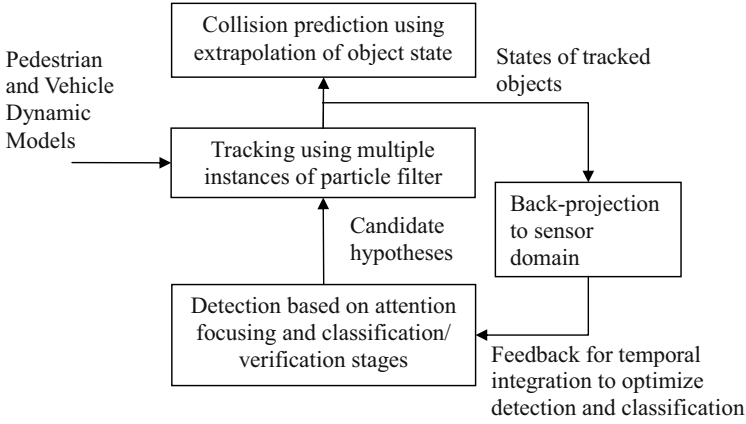 Collision prediction using
extrapolation of object state
Pedestrian
and Vehicle
Dynamic
Models
States of tracked
objects
Tracking using multiple
instances of particle filter
Back-projection
to sensor
domain
Candidate
hypotheses
Detection based on attention
focusing and classification/
verification stages
Feedback for temporal
integration to optimize
detection and classification